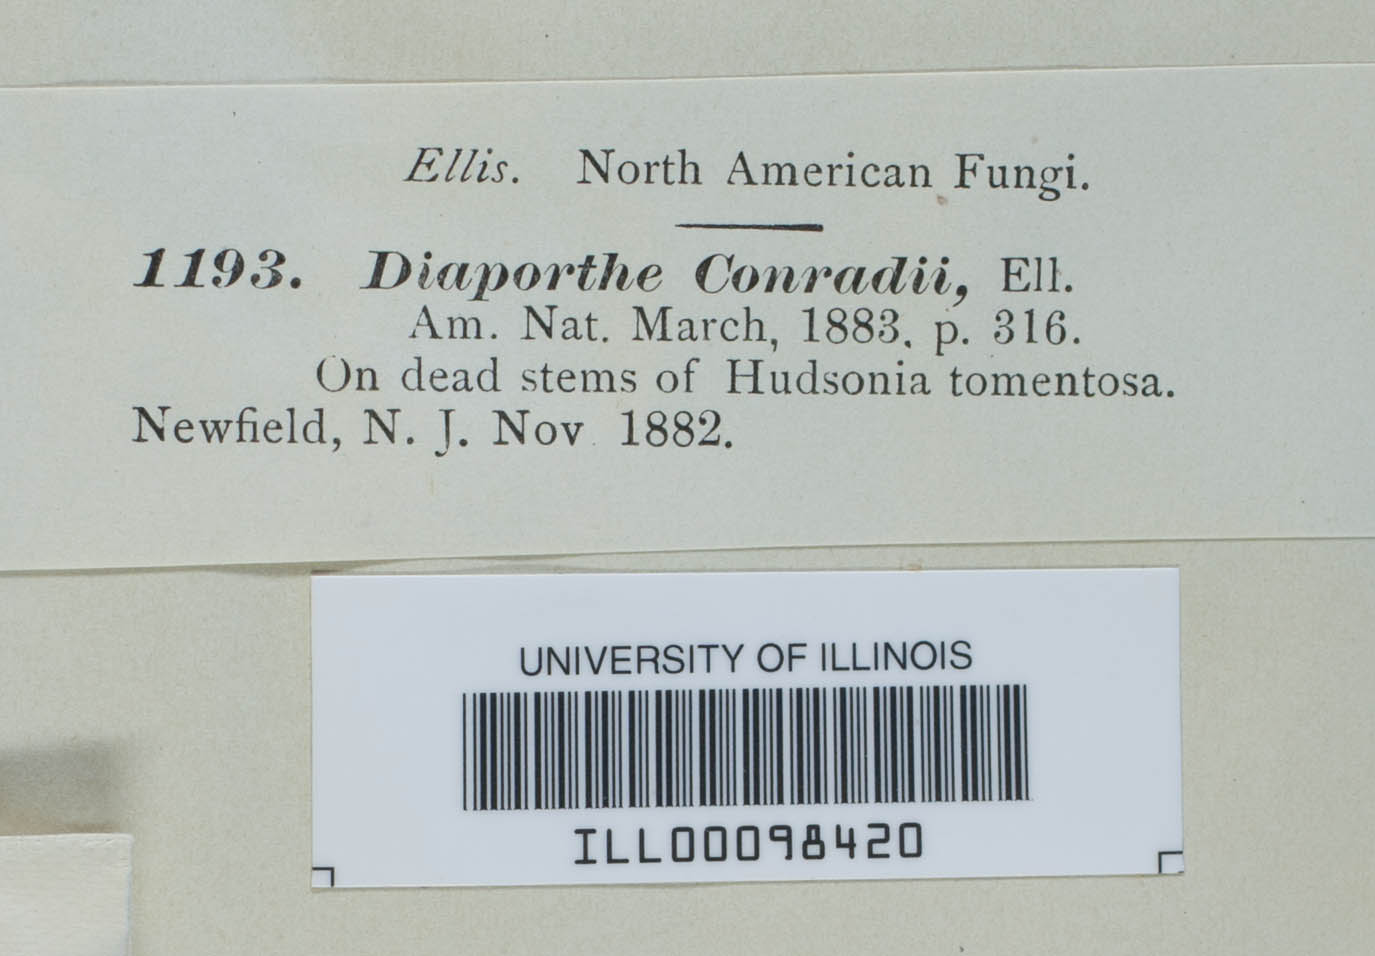 Ellis. North American Fungi.
1193. Diaporthe Conradii, Ell.
Am. Nat. March, 1883. p. 316.
On dead stems of Hudsonia tomentosa.
Newfield, N. J. Nov. 1882.
UNIVERSITY OF ILLINOIS
ILL00098420